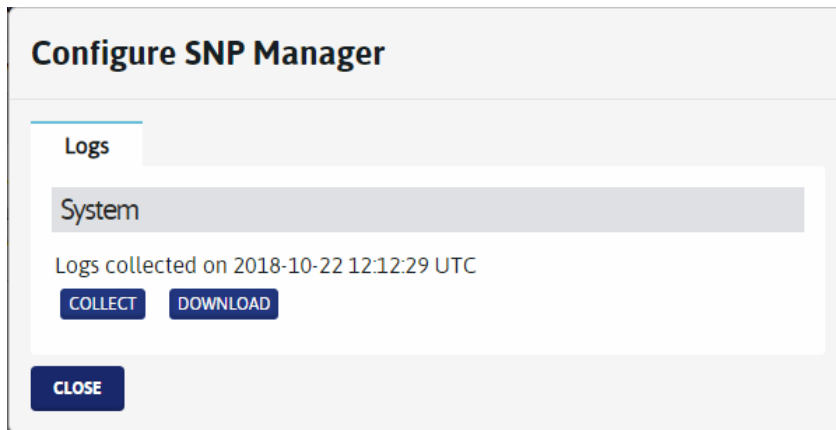 Configure SNP Manager
Logs
System
Logs collected on 2018-10-22 12:12:29 UTC
COLLECT DOWNLOAD
CLOSE